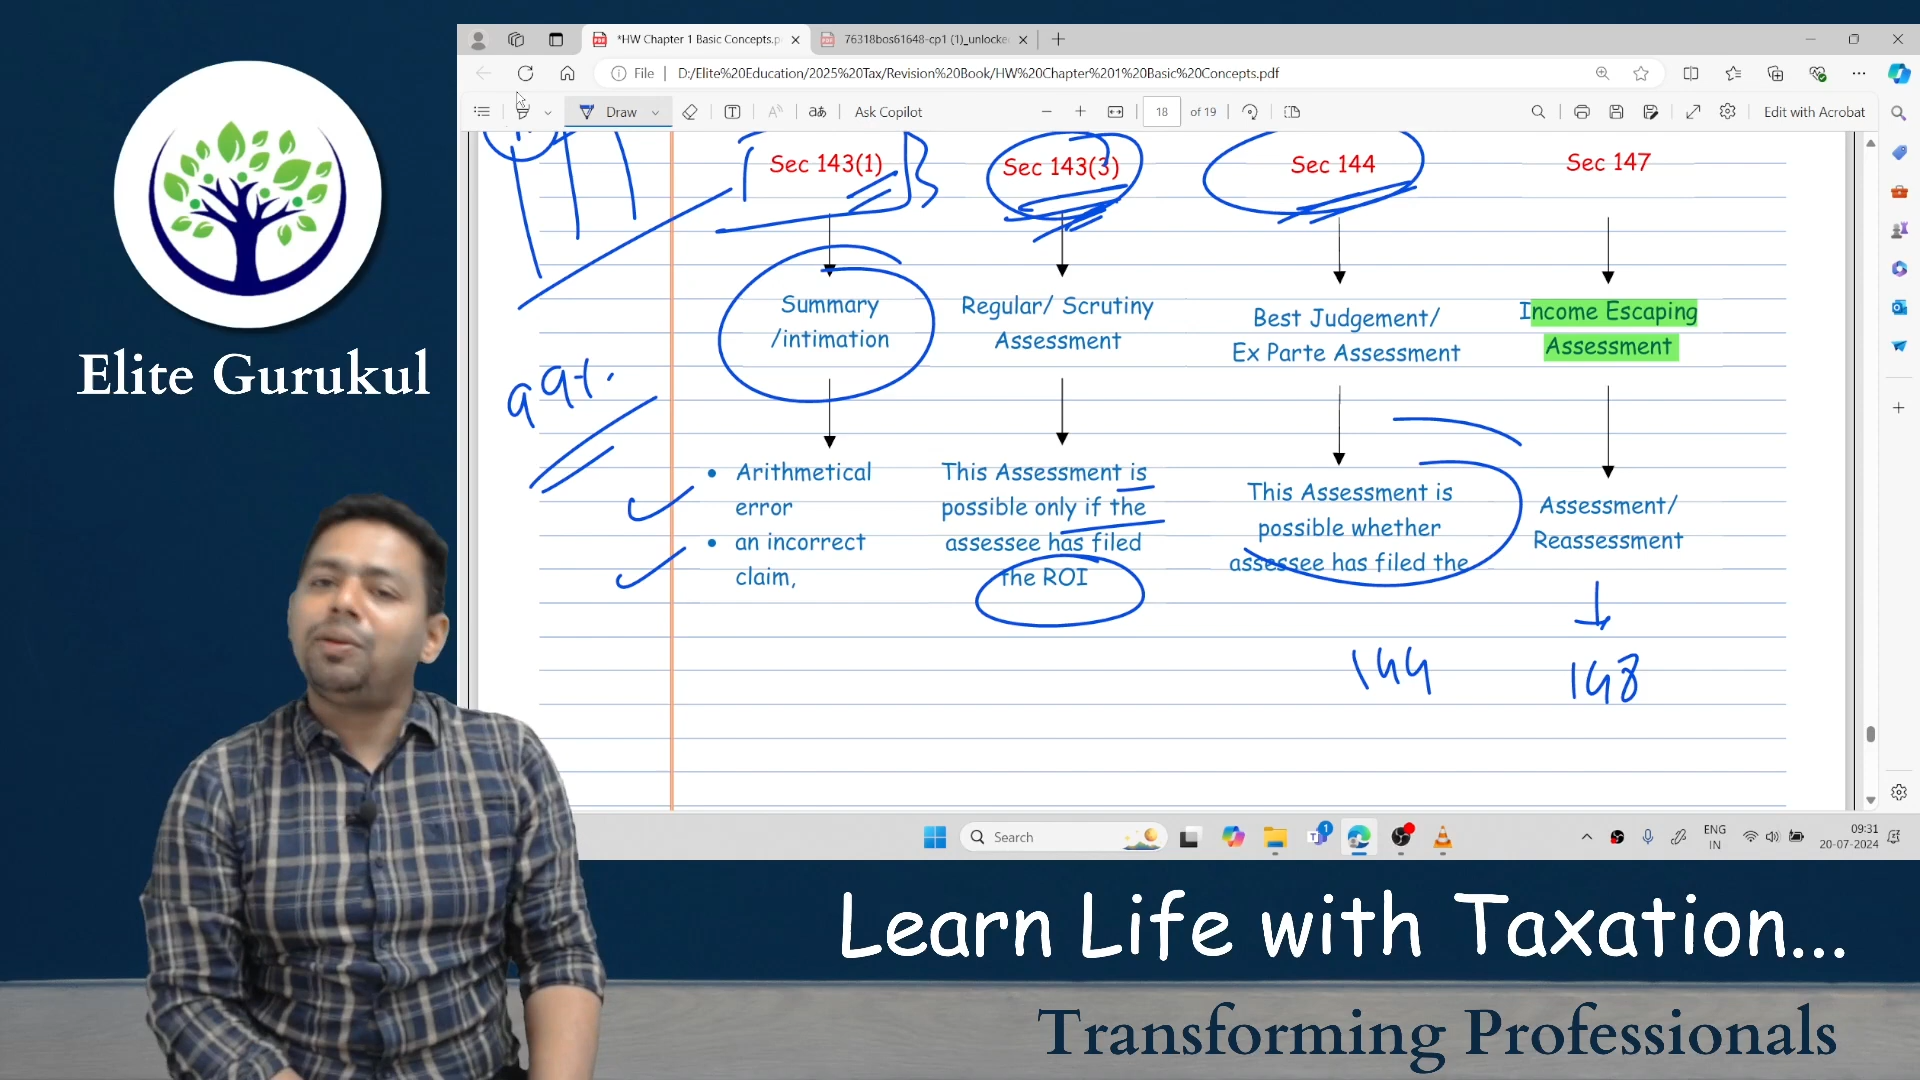 *HW Chapter 1 Basic Concepts.p
76318bos61648-cp1 (1)_unlocke
File
D:/Elite%20Education/2025%20Tax/Revision%20Book/HW%20Chapter%201%20Basic%20Concepts.pdf
Draw
Ask Copilot
18 of 19
Edit with Acrobat
Sec 143(1)
Sec 143(3)
Sec 144
Sec 147
Summary
/intimation
Regular/ Scrutiny
Assessment
Best Judgement/
Ex Parte Assessment
Income Escaping
Assessment
99%
• Arithmetical
error
• an incorrect
claim,
This Assessment is
possible only if the
assessee has filed
the ROI
This Assessment is
possible whether
assessee has filed the
Assessment/
Reassessment
144
148
Search
ENG
IN
09:31
20-07-2024
Elite Gurukul
Learn Life with Taxation...
Transforming Professionals